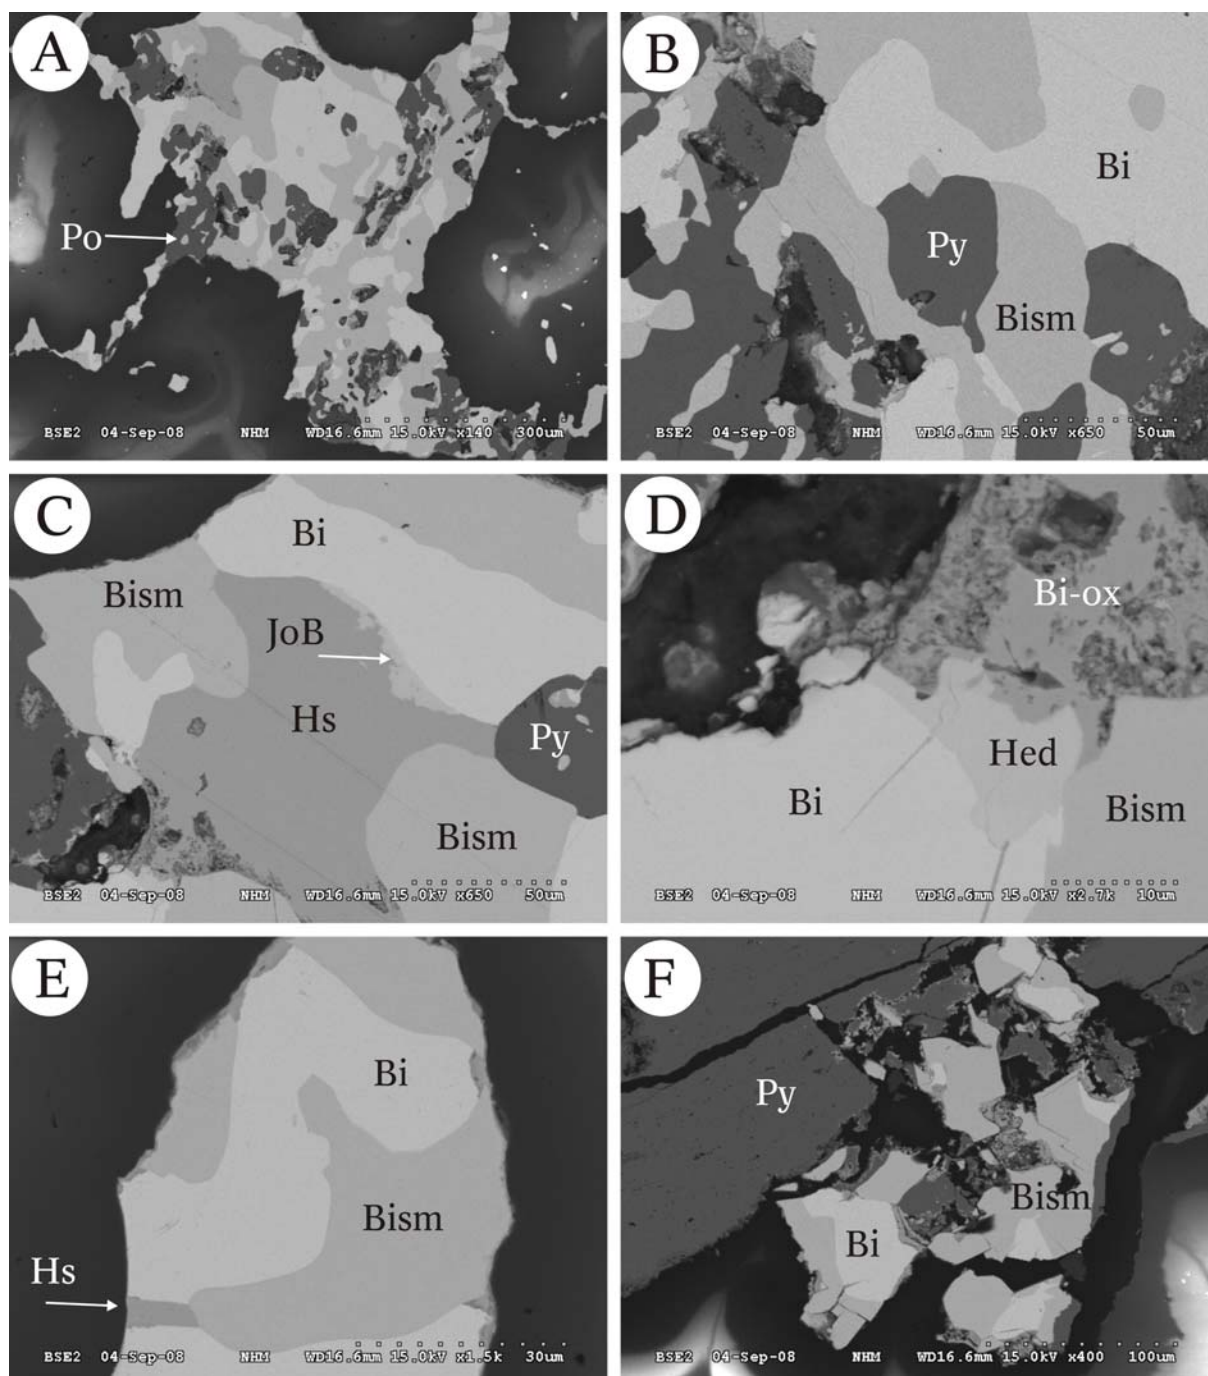 A
Po
BSE2 04-Sep-08 NHM WD16.6mm 15.0kV x140 300um
B
Bi
Py
Bism
BSE2 04-Sep-08 NHM WD16.6mm 15.0kV x650 50um
C
Bi
Bism
JoB
Hs
Py
Bism
BSE2 04-Sep-08 NHM WD16.6mm 15.0kV x650 50um
D
Bi-ox
Hed
Bi
Bism
BSE2 04-Sep-08 NHM WD16.6mm 15.0kV x2.7k 10um
E
Bi
Bism
Hs
BSE2 04-Sep-08 NHM WD16.6mm 15.0kV x1.5k 30um
F
Py
Bism
Bi
BSE2 04-Sep-08 NHM WD16.6mm 15.0kV x400 100um